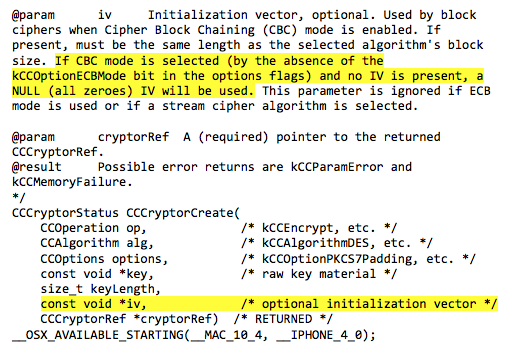 @param      iv      Initialization vector, optional. Used by block
ciphers when Cipher Block Chaining (CBC) mode is enabled. If
present, must be the same length as the selected algorithm's block
size. If CBC mode is selected (by the absence of the
kCCOptionECBMode bit in the options flags) and no IV is present, a
NULL (all zeroes) IV will be used. This parameter is ignored if ECB
mode is used or if a stream cipher algorithm is selected.

@param      cryptorRef  A (required) pointer to the returned
CCCryptorRef.
@result     Possible error returns are kCCParamError and
kCCMemoryFailure.
*/
CCCryptorStatus CCCryptorCreate(
    CCOperation op,             /* kCCEncrypt, etc. */
    CCAlgorithm alg,            /* kCCAlgorithmDES, etc. */
    CCOptions options,          /* kCCOptionPKCS7Padding, etc. */
    const void *key,            /* raw key material */
    size_t keyLength,
    const void *iv,             /* optional initialization vector */
    CCCryptorRef *cryptorRef)  /* RETURNED */
__OSX_AVAILABLE_STARTING(__MAC_10_4, __IPHONE_4_0);